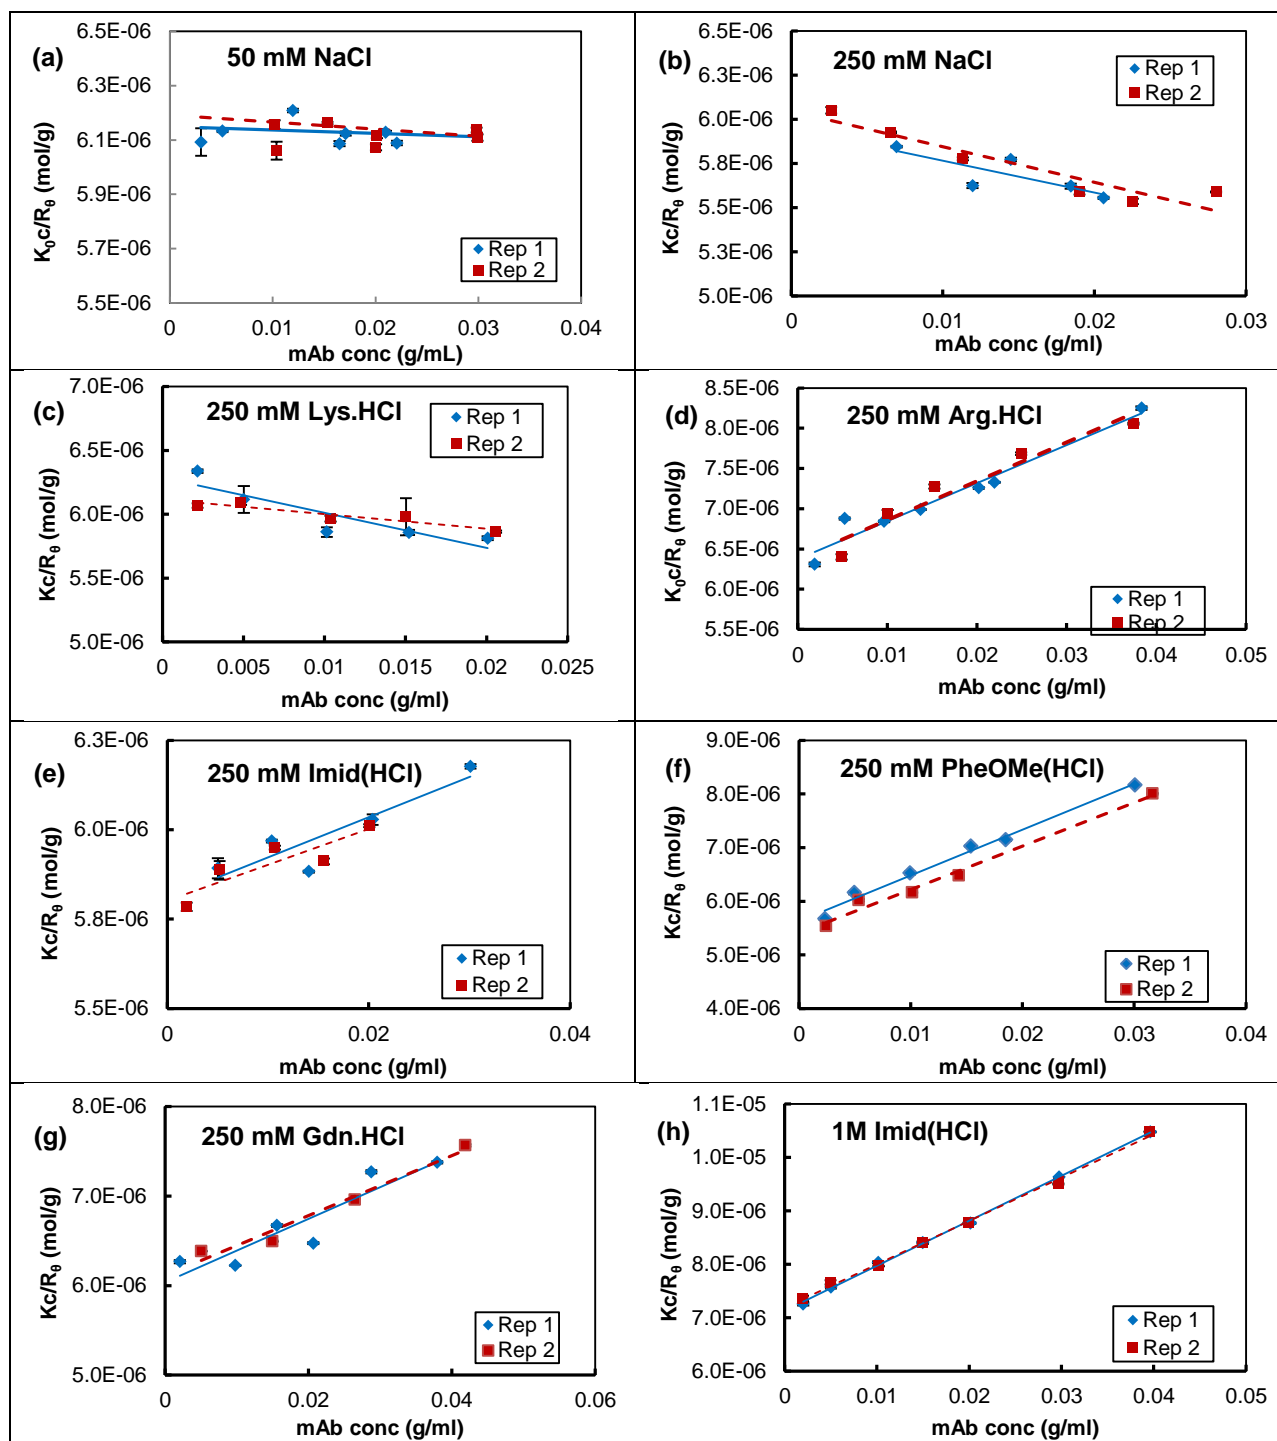 (a)
50 mM NaCl
6.5E-06
6.3E-06
6.1E-06
5.9E-06
5.7E-06
5.5E-06
K₀c/Rθ (mol/g)
Rep 1
Rep 2
0 0.01 0.02 0.03 0.04
mAb conc (g/mL)
(b)
250 mM NaCl
6.5E-06
6.3E-06
6.0E-06
5.8E-06
5.5E-06
5.3E-06
5.0E-06
Kc/Rθ (mol/g)
Rep 1
Rep 2
0 0.01 0.02 0.03
mAb conc (g/ml)
(c)
250 mM Lys.HCl
7.0E-06
6.5E-06
6.0E-06
5.5E-06
5.0E-06
Kc/Rθ (mol/g)
Rep 1
Rep 2
0 0.005 0.01 0.015 0.02 0.025
mAb conc (g/ml)
(d)
250 mM Arg.HCl
8.5E-06
8.0E-06
7.5E-06
7.0E-06
6.5E-06
6.0E-06
5.5E-06
K₀c/Rθ (mol/g)
Rep 1
Rep 2
0 0.01 0.02 0.03 0.04 0.05
mAb conc (g/ml)
(e)
250 mM Imid(HCl)
6.3E-06
6.0E-06
5.8E-06
5.5E-06
Kc/Rθ (mol/g)
Rep 1
Rep 2
0 0.02 0.04
mAb conc (g/ml)
(f)
250 mM PheOMe(HCl)
9.0E-06
8.0E-06
7.0E-06
6.0E-06
5.0E-06
4.0E-06
Kc/Rθ (mol/g)
Rep 1
Rep 2
0 0.01 0.02 0.03 0.04
mAb conc (g/ml)
(g)
250 mM Gdn.HCl
8.0E-06
7.0E-06
6.0E-06
5.0E-06
Kc/Rθ (mol/g)
Rep 1
Rep 2
0 0.02 0.04 0.06
mAb conc (g/ml)
(h)
1M Imid(HCl)
1.1E-05
1.0E-05
9.0E-06
8.0E-06
7.0E-06
6.0E-06
Kc/Rθ (mol/g)
Rep 1
Rep 2
0 0.01 0.02 0.03 0.04 0.05
mAb conc (g/ml)